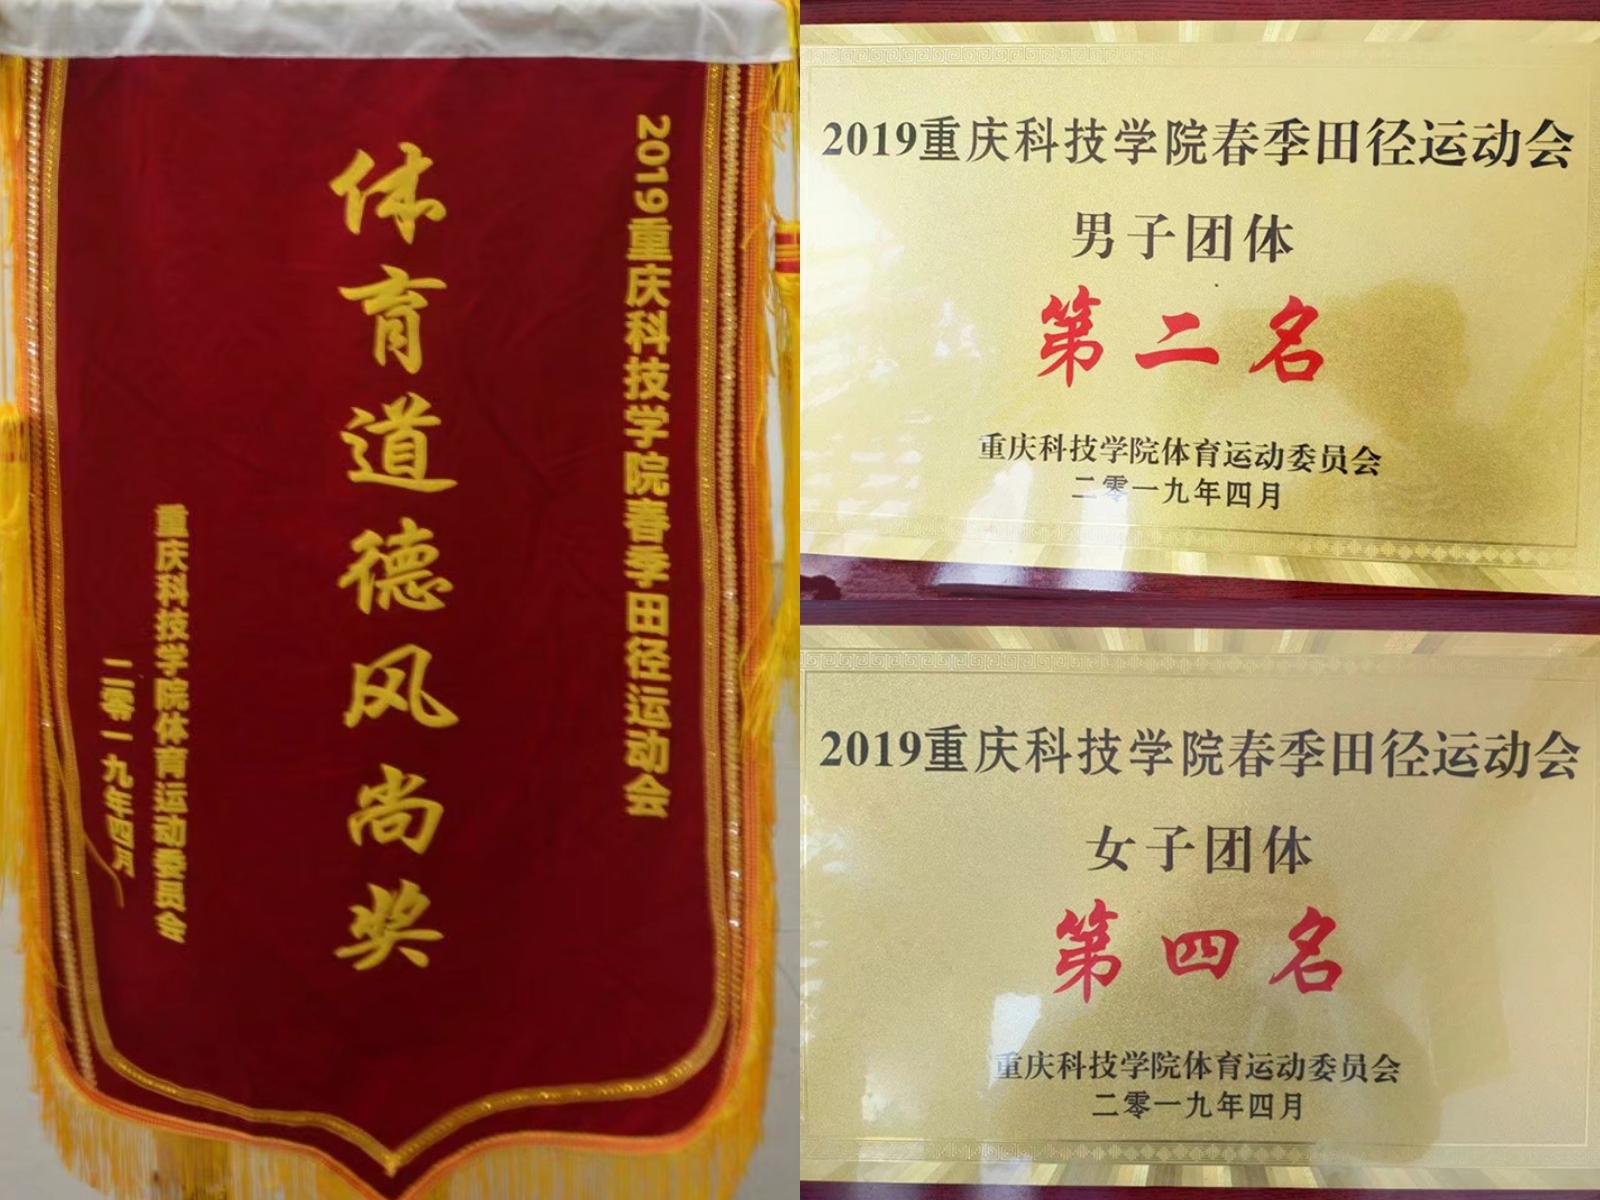 2019重庆科技学院春季田径运动会
体育道德风尚奖
重庆科技学院体育运动委员会
二零一九年四月
2019重庆科技学院春季田径运动会
男子团体
第二名
重庆科技学院体育运动委员会
二零一九年四月
2019重庆科技学院春季田径运动会
女子团体
第四名
重庆科技学院体育运动委员会
二零一九年四月